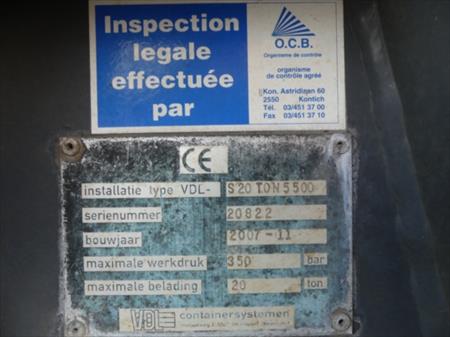 Inspection
legale
effectuée
par
O.C.B.
Organisme de contrôle
organisme
de contrôle agréé
Kon. Astridlaan 60
2550 Kontich
Tél. 03/451 37 00
Fax 03/451 37 10
CE
installatie type VDL- S20 TON 5500
serienummer 20822
bouwjaar 2007-11
maximale werkdruk 350 bar
maximale belading 20 ton
VDL containersystemen